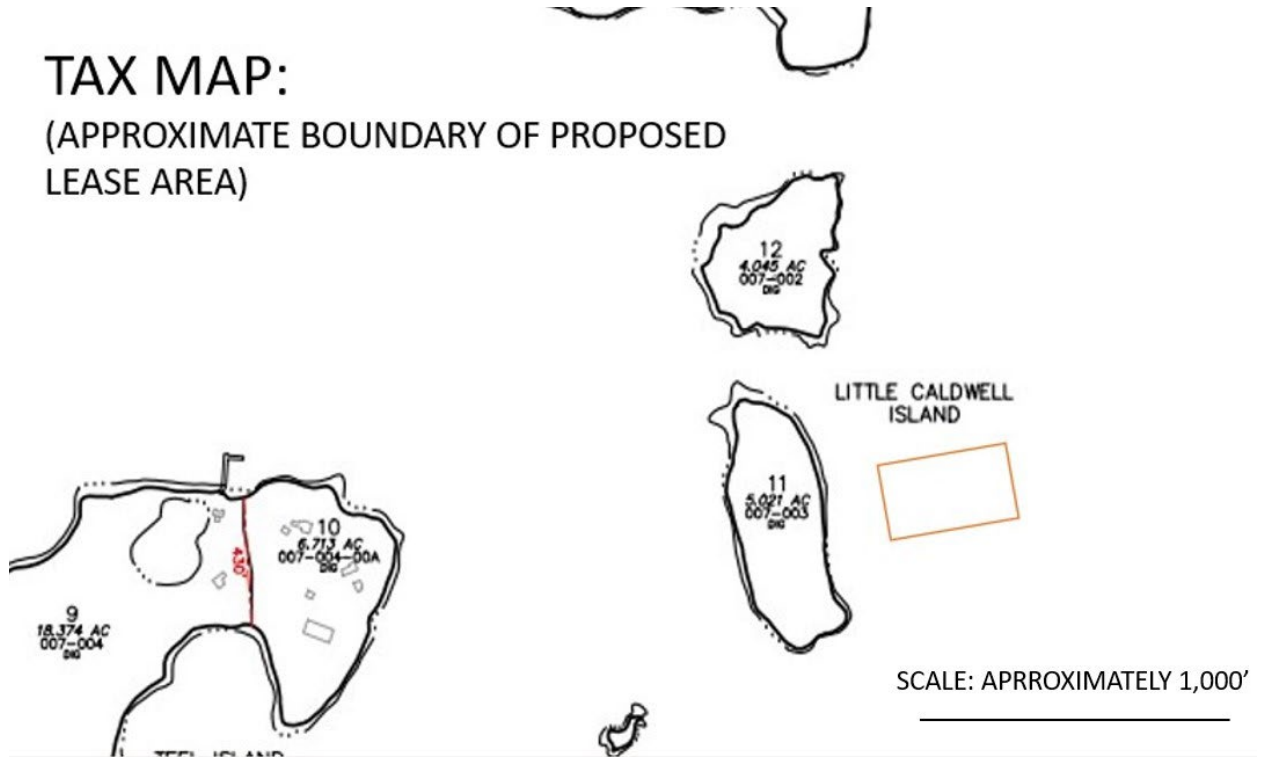 TAX MAP:
(APPROXIMATE BOUNDARY OF PROPOSED
LEASE AREA)
12
4.045 AC
007-002
DIG
LITTLE CALDWELL
ISLAND
11
5.021 AC
007-003
DIG
10
6.713 AC
007-004-00A
DIG
430'
9
18.374 AC
007-004
DIG
SCALE: APRROXIMATELY 1,000’
TEEL ISLAND